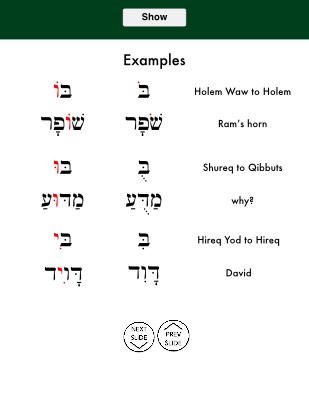 Show
Examples
בּוֹ בֹּ Holem Waw to Holem
שׁוֹפָר שֹׁפָר Ram's horn
בּוּ בֻּ Shureq to Qibbuts
מַדּוּעַ מַדֻּעַ why?
בִּי בִּ Hireq Yod to Hireq
דָּוִיד דָּוִד David
NEXT SLIDE
PREV SLIDE